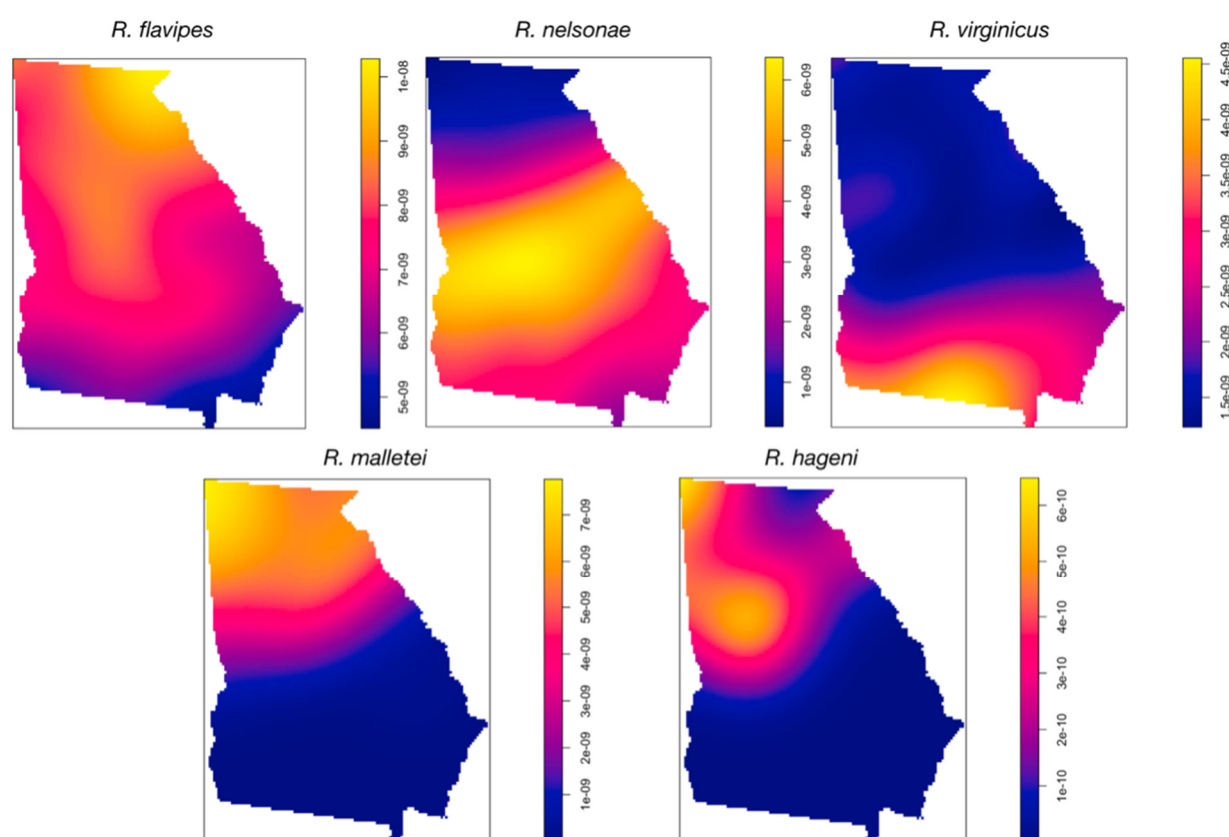 R. flavipes
R. nelsonae
R. virginicus
1e-08
9e-09
8e-09
7e-09
6e-09
5e-09
6e-09
5e-09
4e-09
3e-09
2e-09
1e-09
4.5e-09
4e-09
3.5e-09
3e-09
2.5e-09
2e-09
1.5e-09
R. malletei
R. hageni
7e-09
6e-09
5e-09
4e-09
3e-09
2e-09
1e-09
6e-10
5e-10
4e-10
3e-10
2e-10
1e-10